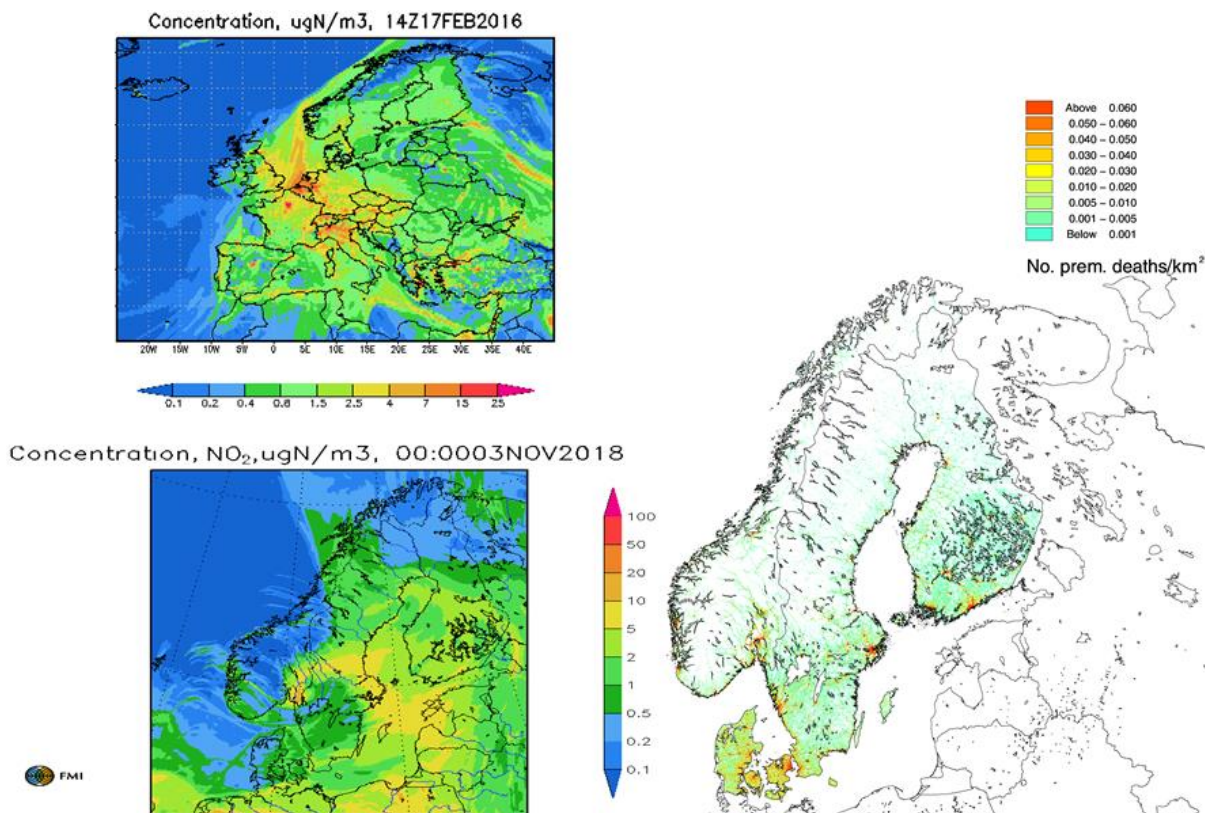 Concentration, ugN/m3, 14Z17FEB2016
20W 15W 10W 5W 0 5E 10E 15E 20E 25E 30E 35E 40E
0.1 0.2 0.4 0.8 1.5 2.5 4 7 15 25
Concentration, NO₂,ugN/m3, 00:0003NOV2018
100
50
20
10
5
2
1
0.5
0.2
0.1
FMI
Above 0.060
0.050 – 0.060
0.040 – 0.050
0.030 – 0.040
0.020 – 0.030
0.010 – 0.020
0.005 – 0.010
0.001 – 0.005
Below 0.001
No. prem. deaths/km²